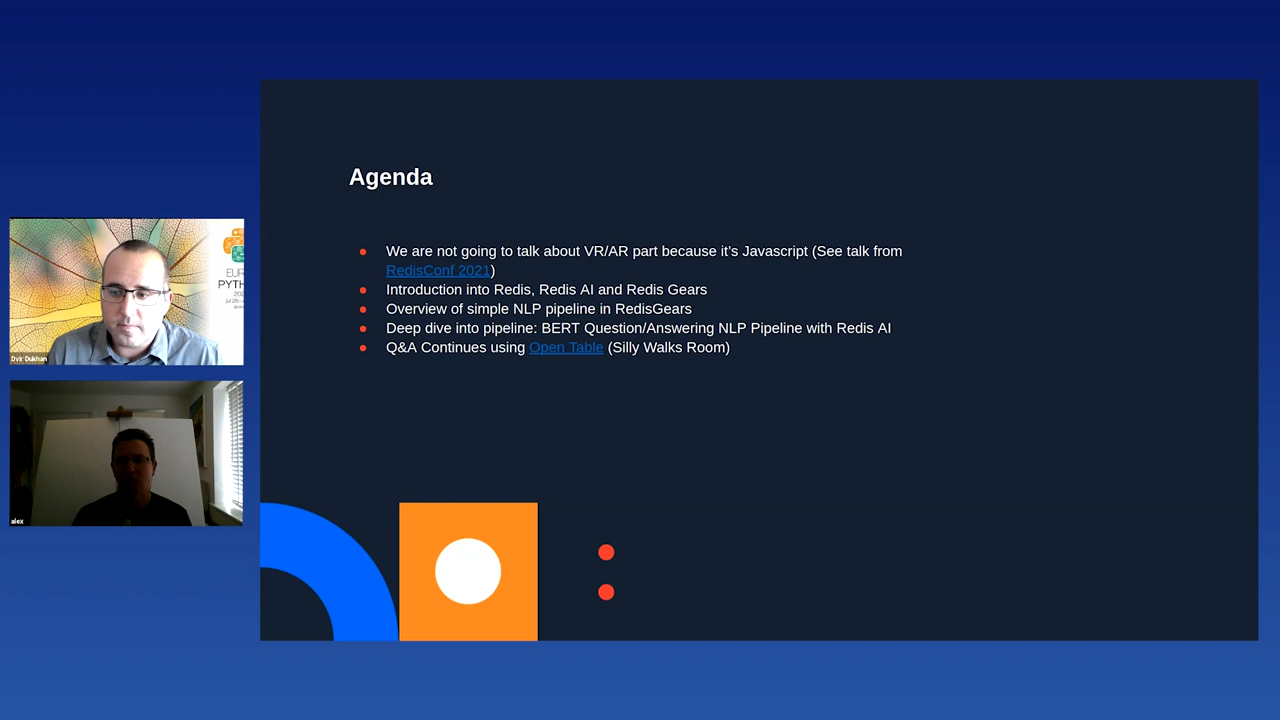 Agenda
We are not going to talk about VR/AR part because it's Javascript (See talk from
RedisConf 2021)
Introduction into Redis, Redis AI and Redis Gears
Overview of simple NLP pipeline in RedisGears
Deep dive into pipeline: BERT Question/Answering NLP Pipeline with Redis AI
Q&A Continues using Open Table (Silly Walks Room)
EUR
PYTH
Dvir Dukhan
alex